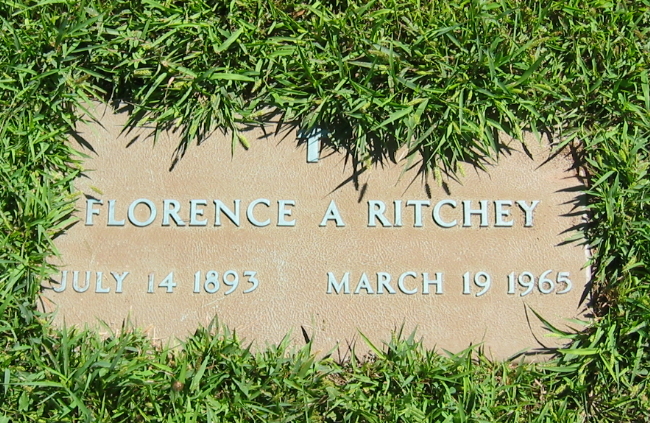 FLORENCE A RITCHEY
JULY 14 1893 MARCH 19 1965